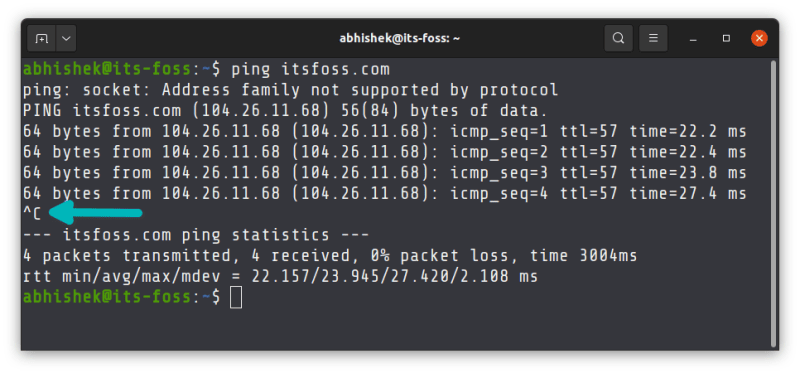 abhishek@its-foss: ~
abhishek@its-foss:~$ ping itsfoss.com
ping: socket: Address family not supported by protocol
PING itsfoss.com (104.26.11.68) 56(84) bytes of data.
64 bytes from 104.26.11.68 (104.26.11.68): icmp_seq=1 ttl=57 time=22.2 ms
64 bytes from 104.26.11.68 (104.26.11.68): icmp_seq=2 ttl=57 time=22.4 ms
64 bytes from 104.26.11.68 (104.26.11.68): icmp_seq=3 ttl=57 time=23.8 ms
64 bytes from 104.26.11.68 (104.26.11.68): icmp_seq=4 ttl=57 time=27.4 ms
^C
--- itsfoss.com ping statistics ---
4 packets transmitted, 4 received, 0% packet loss, time 3004ms
rtt min/avg/max/mdev = 22.157/23.945/27.420/2.108 ms
abhishek@its-foss:~$